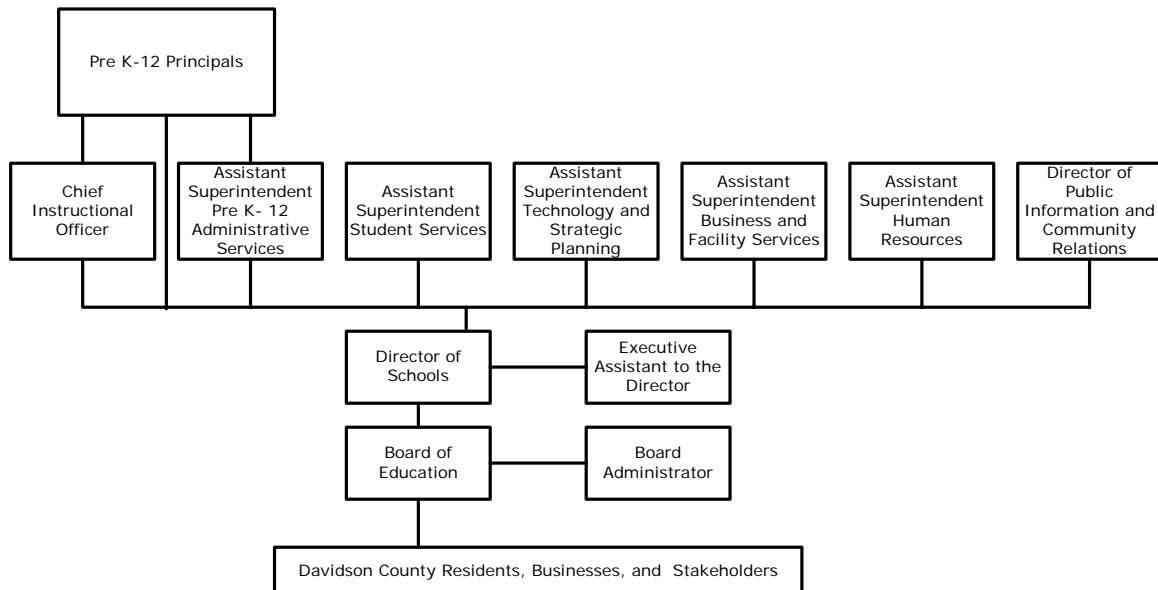 Pre K-12 Principals
Chief
Instructional
Officer
Assistant
Superintendent
Pre K- 12
Administrative
Services
Assistant
Superintendent
Student Services
Assistant
Superintendent
Technology and
Strategic
Planning
Assistant
Superintendent
Business and
Facility Services
Assistant
Superintendent
Human
Resources
Director of
Public
Information and
Community
Relations
Director of
Schools
Executive
Assistant to the
Director
Board of
Education
Board
Administrator
Davidson County Residents, Businesses, and Stakeholders